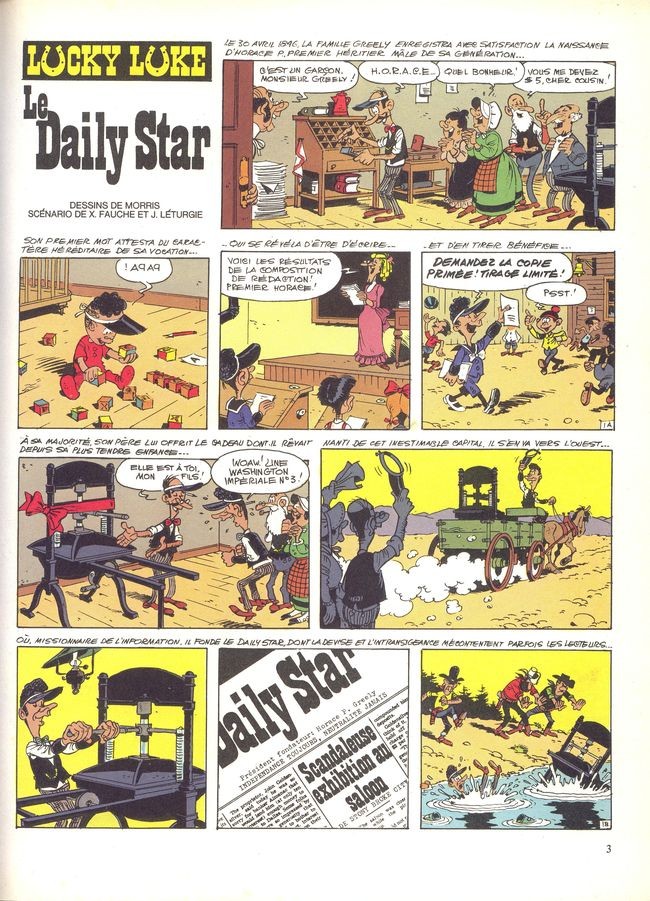 LUCKY LUKE
Le
Daily Star
DESSINS DE MORRIS
SCÉNARIO DE X. FAUCHE ET J. LÉTURGIE
LE 30 AVRIL 1846, LA FAMILLE GREELY ENREGISTRA AVEC SATISFACTION LA NAISSANCE
D'HORACE P., PREMIER HÉRITIER MÂLE DE SA GÉNÉRATION...
C'EST UN GARÇON,
MONSIEUR GREELY !
H.O.R.A.C.E...
QUEL BONHEUR!
VOUS ME DEVEZ
$ 5, CHER COUSIN!
SON PREMIER MOT ATTESTA DU CARAC-
TÈRE HÉRÉDITAIRE DE SA VOCATION...
! AGAG
...QUI SE RÉVÉLA D'ÊTRE D'ÉCRIRE...
VOICI LES RÉSULTATS
DE LA COMPOSITION
DE RÉDACTION!
PREMIER HORACE!
...ET D'EN TIRER BÉNÉFICE...
DEMANDEZ LA COPIE
PRIMÉE! TIRAGE LIMITÉ!
PSST!
1A
À SA MAJORITÉ, SON PÈRE LUI OFFRIT LE CADEAU DONT IL RÊVAIT
DEPUIS SA PLUS TENDRE ENFANCE...
ELLE EST À TOI,
MON FILS!
WOAW! UNE
WASHINGTON
IMPÉRIALE N°3!
NANTI DE CET INESTIMABLE CAPITAL, IL S'EN VA VERS L'OUEST...
OÙ, MISSIONNAIRE DE L'INFORMATION, IL FONDE LE DAILY STAR, DONT LA DEVISE ET L'INTRANSIGEANCE MÉCONTENTENT PARFOIS LES LECTEURS...
Daily Star
Président fondateur: Horace P. Greely
INDÉPENDANCE TOUJOURS, NEUTRALITÉ JAMAIS
Scandaleuse
exhibition au
saloon
1B
3